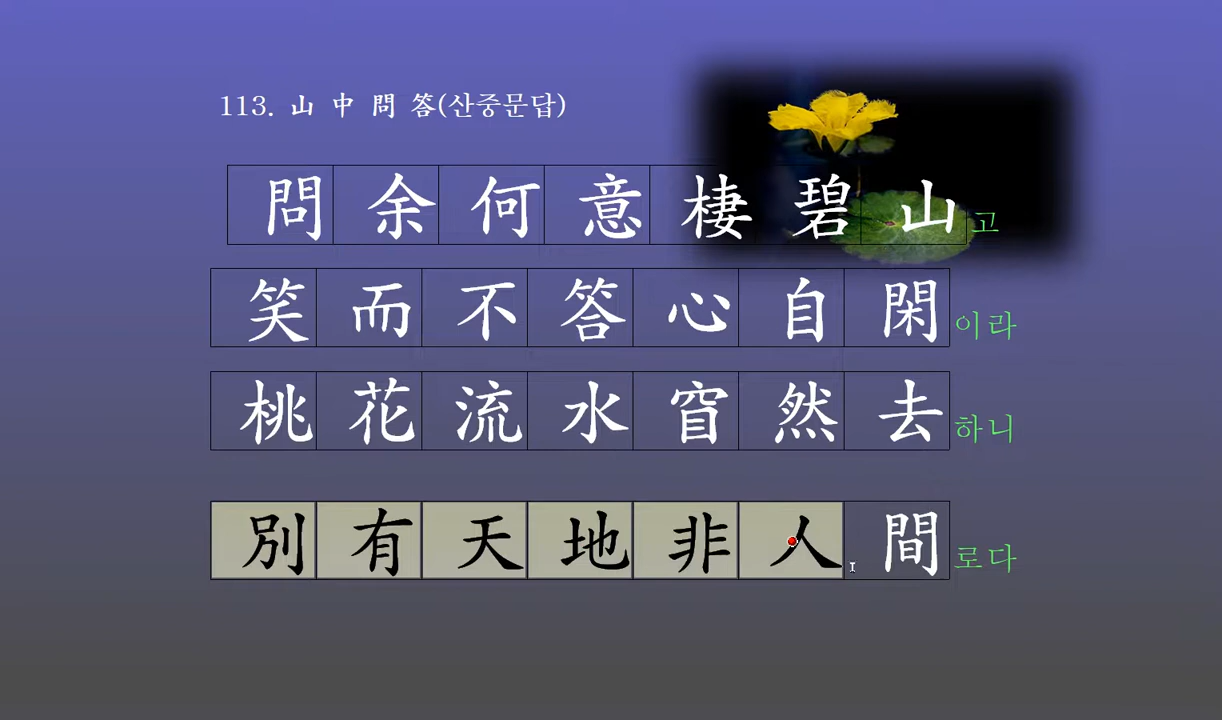 113. 山 中 問 答(산중문답)
問余何意棲碧山고
笑而不答心自閑이라
桃花流水窅然去하니
別有天地非人間로다